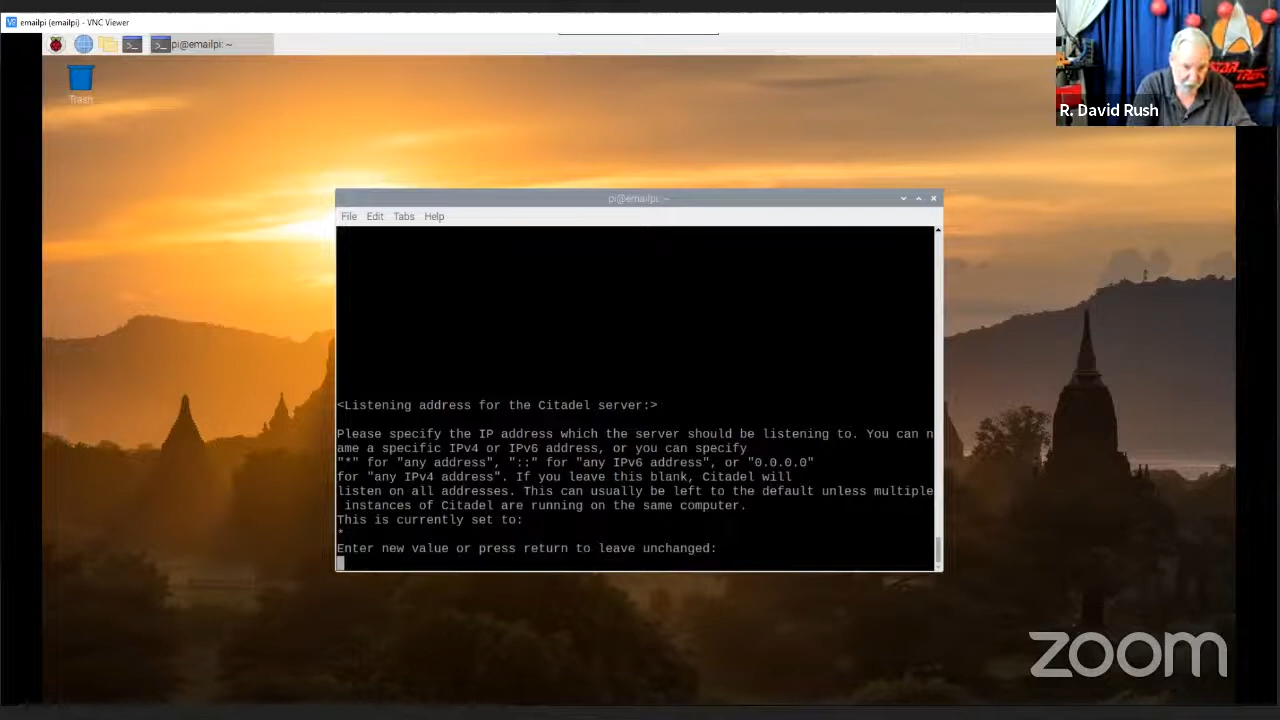 emailpi (emailpi) - VNC Viewer
pi@emailpi: ~
Trash
STAR TREK
R. David Rush
pi@emailpi: ~
File Edit Tabs Help
<Listening address for the Citadel server:>
Please specify the IP address which the server should be listening to. You can n
ame a specific IPv4 or IPv6 address, or you can specify
"*" for "any address", "::" for "any IPv6 address", or "0.0.0.0"
for "any IPv4 address". If you leave this blank, Citadel will
listen on all addresses. This can usually be left to the default unless multiple
instances of Citadel are running on the same computer.
This is currently set to:
*
Enter new value or press return to leave unchanged:
zoom